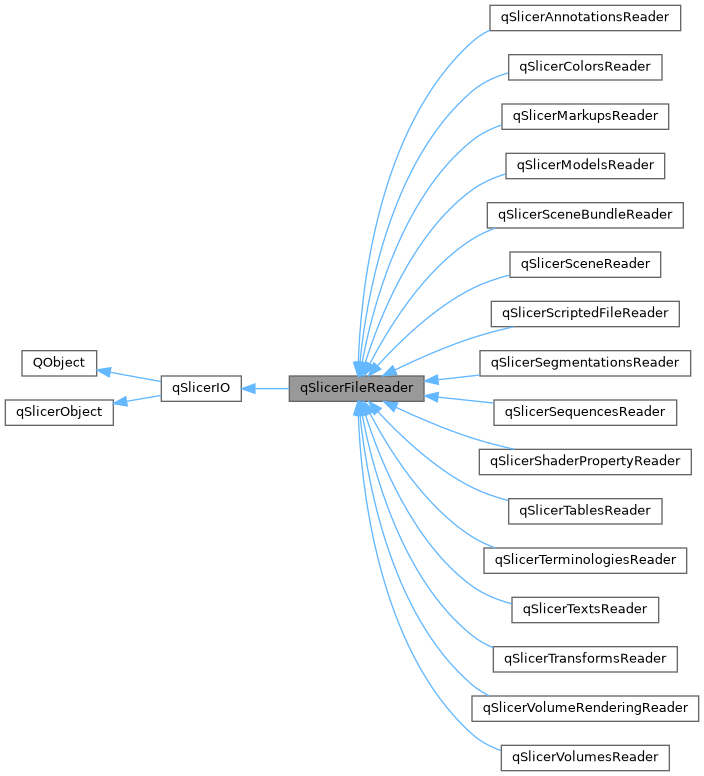 qSlicerAnnotationsReader
qSlicerColorsReader
qSlicerMarkupsReader
qSlicerModelsReader
qSlicerSceneBundleReader
qSlicerSceneReader
qSlicerScriptedFileReader
QObject
qSlicerSegmentationsReader
qSlicerIO
qSlicerFileReader
qSlicerObject
qSlicerSequencesReader
qSlicerShaderPropertyReader
qSlicerTablesReader
qSlicerTerminologiesReader
qSlicerTextsReader
qSlicerTransformsReader
qSlicerVolumeRenderingReader
qSlicerVolumesReader